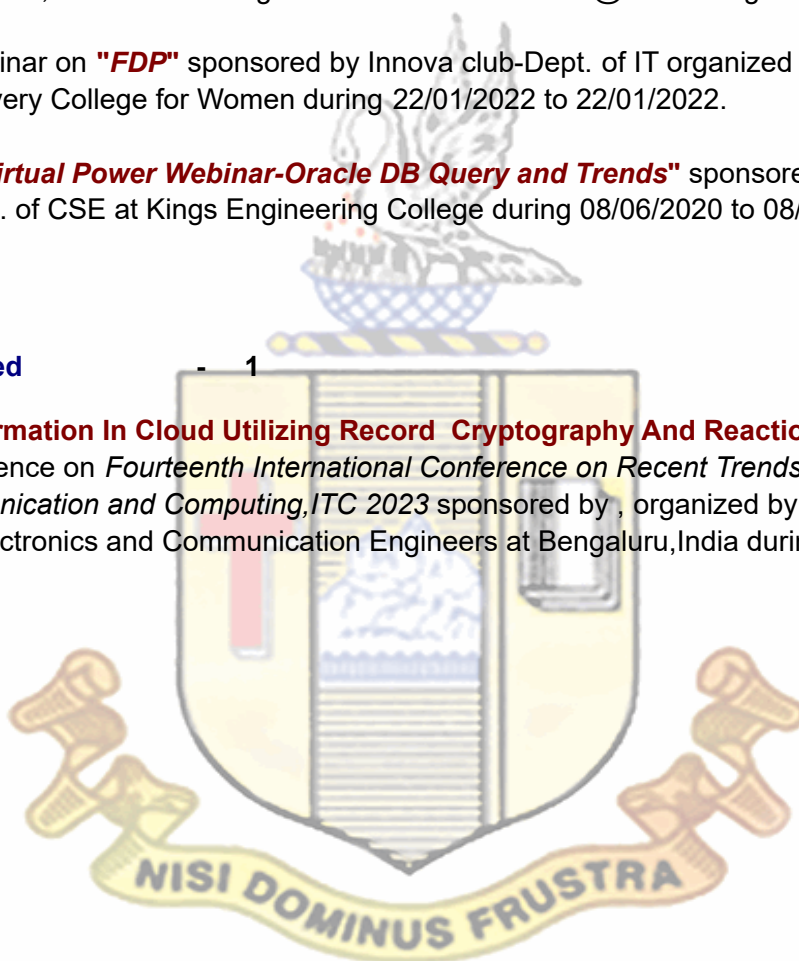 inar on "FDP" sponsored by Innova club-Dept. of IT organized
very College for Women during 22/01/2022 to 22/01/2022.
irtual Power Webinar-Oracle DB Query and Trends" sponsore
. of CSE at Kings Engineering College during 08/06/2020 to 08/
ed - 1
rmation In Cloud Utilizing Record Cryptography And Reactio
ence on Fourteenth International Conference on Recent Trends
nication and Computing,ITC 2023 sponsored by , organized by
ctronics and Communication Engineers at Bengaluru,India durin
NISI DOMINUS FRUSTRA